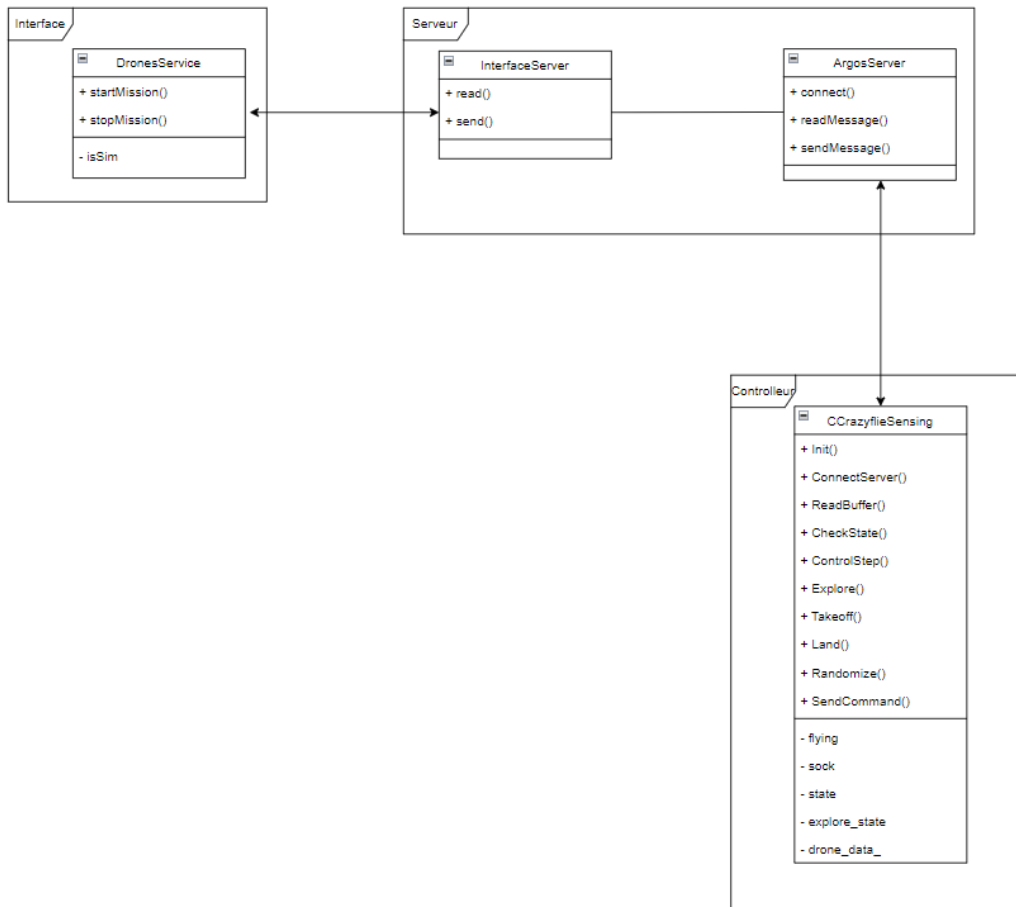 Interface
DronesService
+ startMission()
+ stopMission()
- isSim
Serveur
InterfaceServer
+ read()
+ send()
ArgosServer
+ connect()
+ readMessage()
+ sendMessage()
Controlleur
CCrazyflieSensing
+ Init()
+ ConnectServer()
+ ReadBuffer()
+ CheckState()
+ ControlStep()
+ Explore()
+ Takeoff()
+ Land()
+ Randomize()
+ SendCommand()
- flying
- sock
- state
- explore_state
- drone_data_